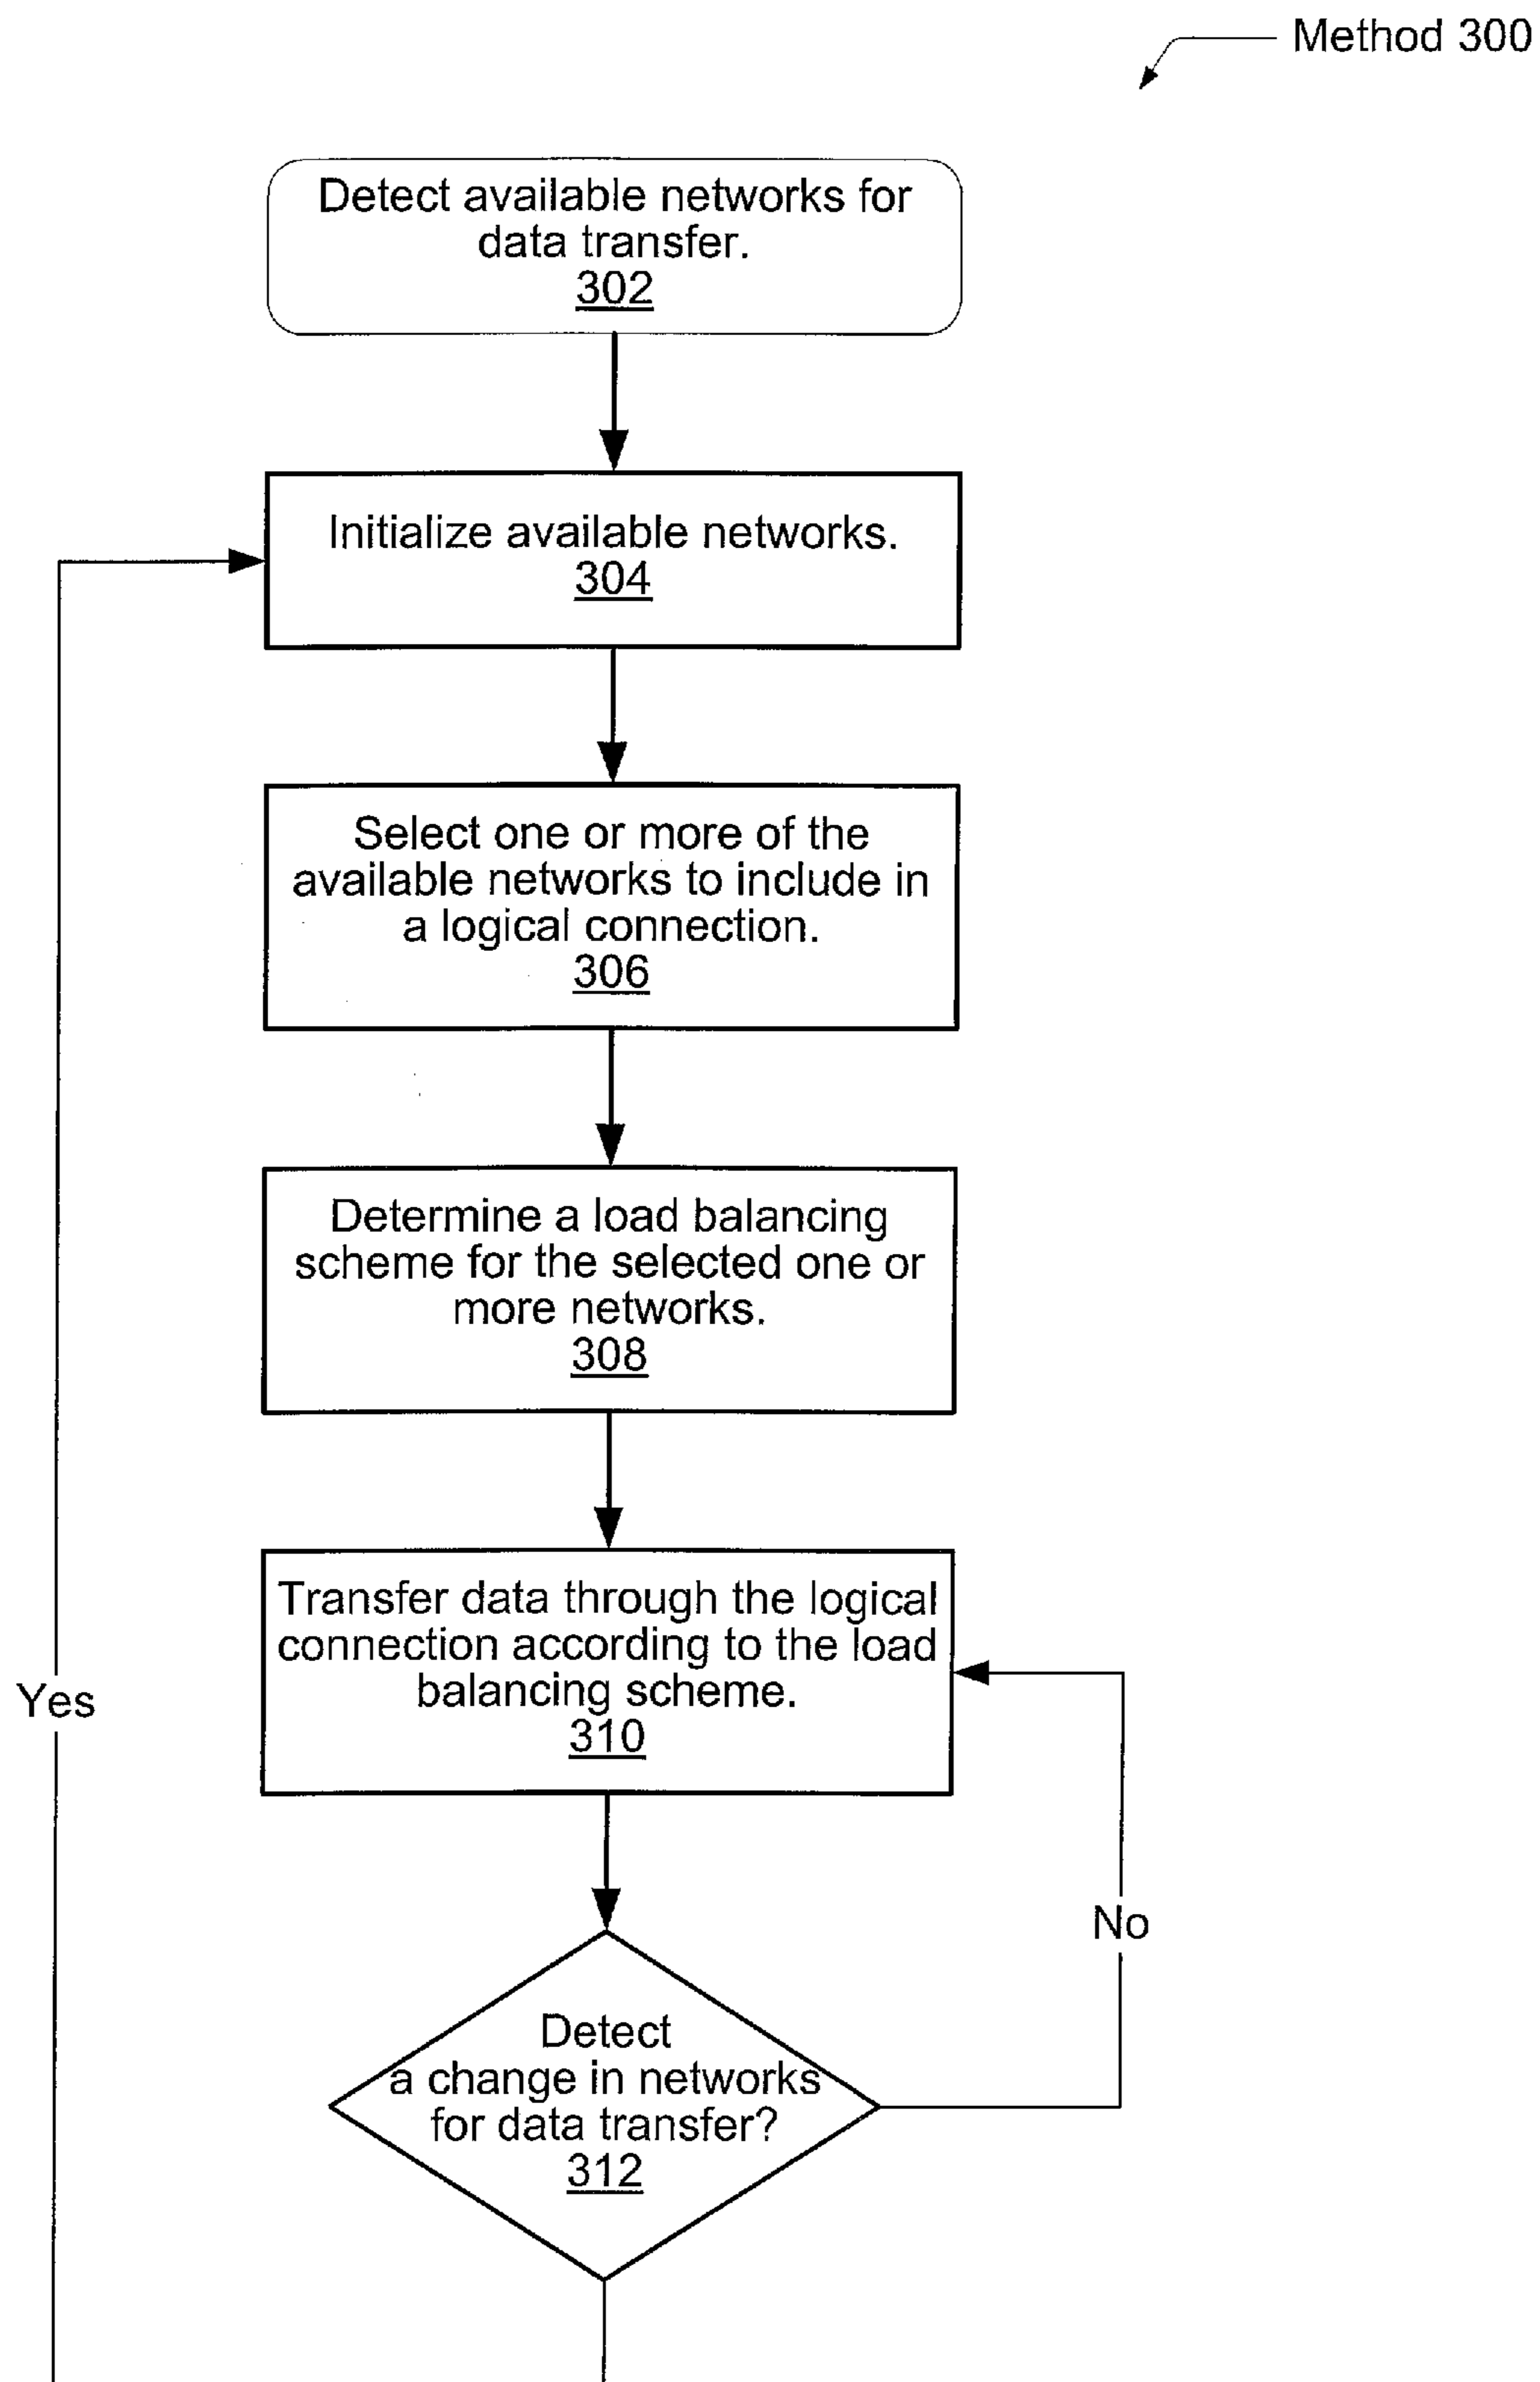 Method 300
Detect available networks for
data transfer.
302
Initialize available networks.
304
Select one or more of the
available networks to include in
a logical connection.
306
Determine a load balancing
scheme for the selected one or
more networks.
308
Transfer data through the logical
connection according to the load
balancing scheme.
310
Yes
No
Detect
a change in networks
for data transfer?
312